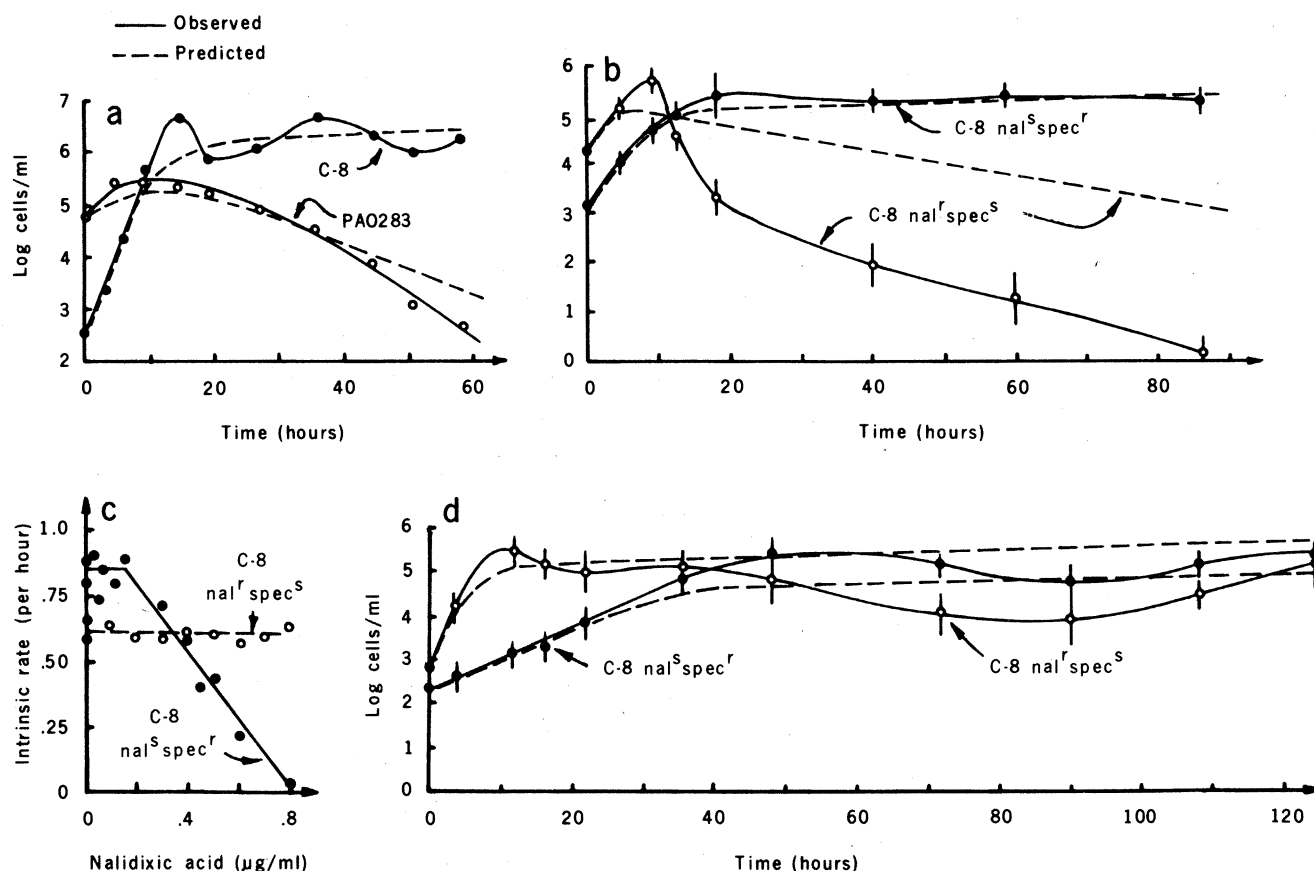 Observed
Predicted
a
7
6
5
4
3
2
Log cells/ml
C-8
PAO283
0 20 40 60
Time (hours)
b
6
5
4
3
2
1
0
C-8 nalˢspecʳ
C-8 nalʳspecˢ
0 20 40 60 80
Time (hours)
c
1.0
.75
.50
.25
0
Intrinsic rate (per hour)
C-8
nalʳspecˢ
C-8
nalˢspecʳ
0 .4 .8
Nalidixic acid (µg/ml)
d
6
5
4
3
2
1
0
Log cells/ml
C-8 nalˢspecʳ
C-8 nalʳspecˢ
0 20 40 60 80 100 120
Time (hours)